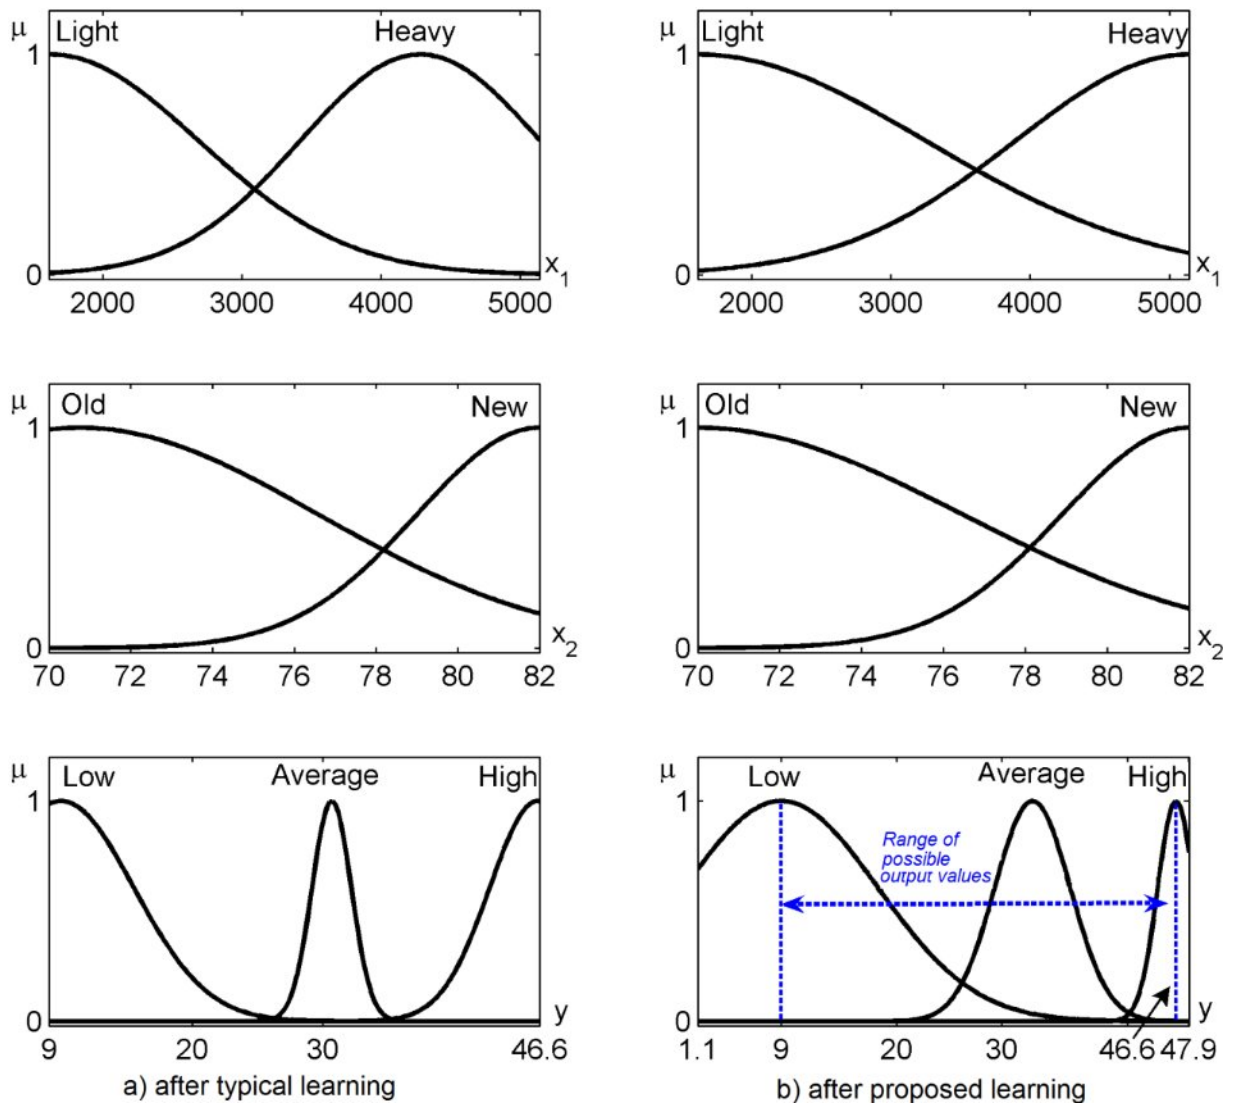 μ Light Heavy
1
0
x1
2000 3000 4000 5000
μ Light Heavy
1
0
x1
2000 3000 4000 5000
μ Old New
1
0
x2
70 72 74 76 78 80 82
μ Old New
1
0
x2
70 72 74 76 78 80 82
μ Low Average High
1
0
y
9 20 30 46.6
a) after typical learning
μ Low Average High
1
Range of
possible
output values
0
y
1.1 9 20 30 46.6 47.9
b) after proposed learning